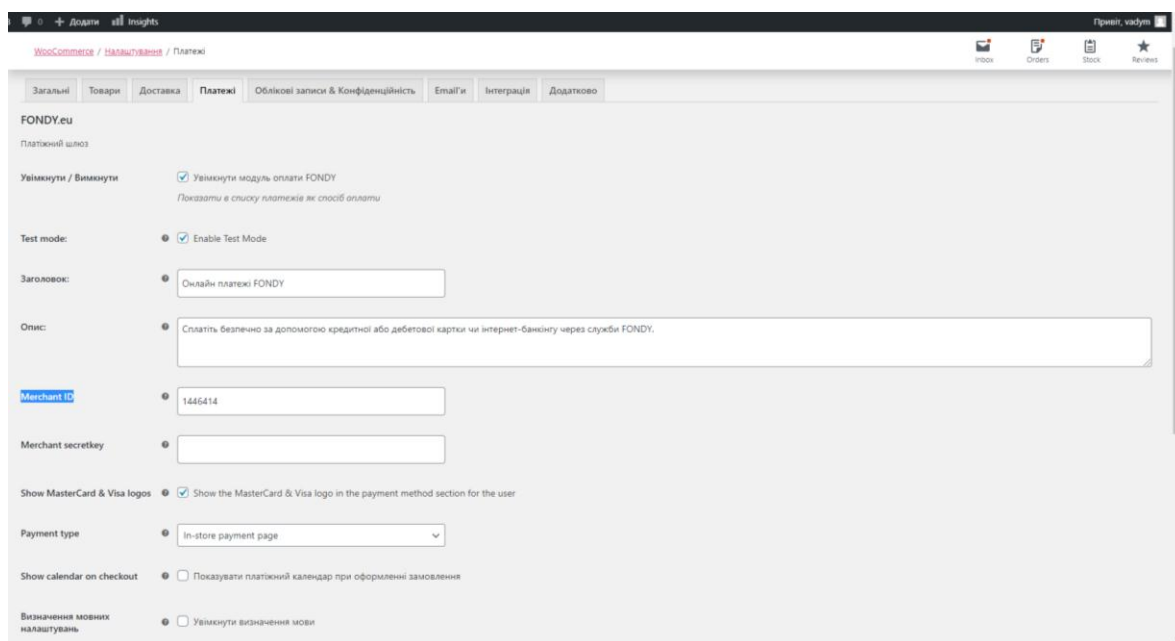 0 + Додати Insights Привіт, vadym
WooCommerce / Налаштування / Платежі Inbox Orders Stock Reviews
Загальні Товари Доставка Платежі Облікові записи & Конфіденційність Email'и Інтеграція Додатково
FONDY.eu
Платіжний шлюз
Увімкнути / Вимкнути Увімкнути модуль оплати FONDY
Показати в списку платежів як спосіб оплати
Test mode: Enable Test Mode
Заголовок: Онлайн платежі FONDY
Опис: Сплатіть безпечно за допомогою кредитної або дебетової картки чи інтернет-банкінгу через служби FONDY.
Merchant ID 1446414
Merchant secretkey
Show MasterCard & Visa logos Show the MasterCard & Visa logo in the payment method section for the user
Payment type In-store payment page
Show calendar on checkout Показувати платіжний календар при оформленні замовлення
Визначення мовних
налаштувань Увімкнути визначення мови